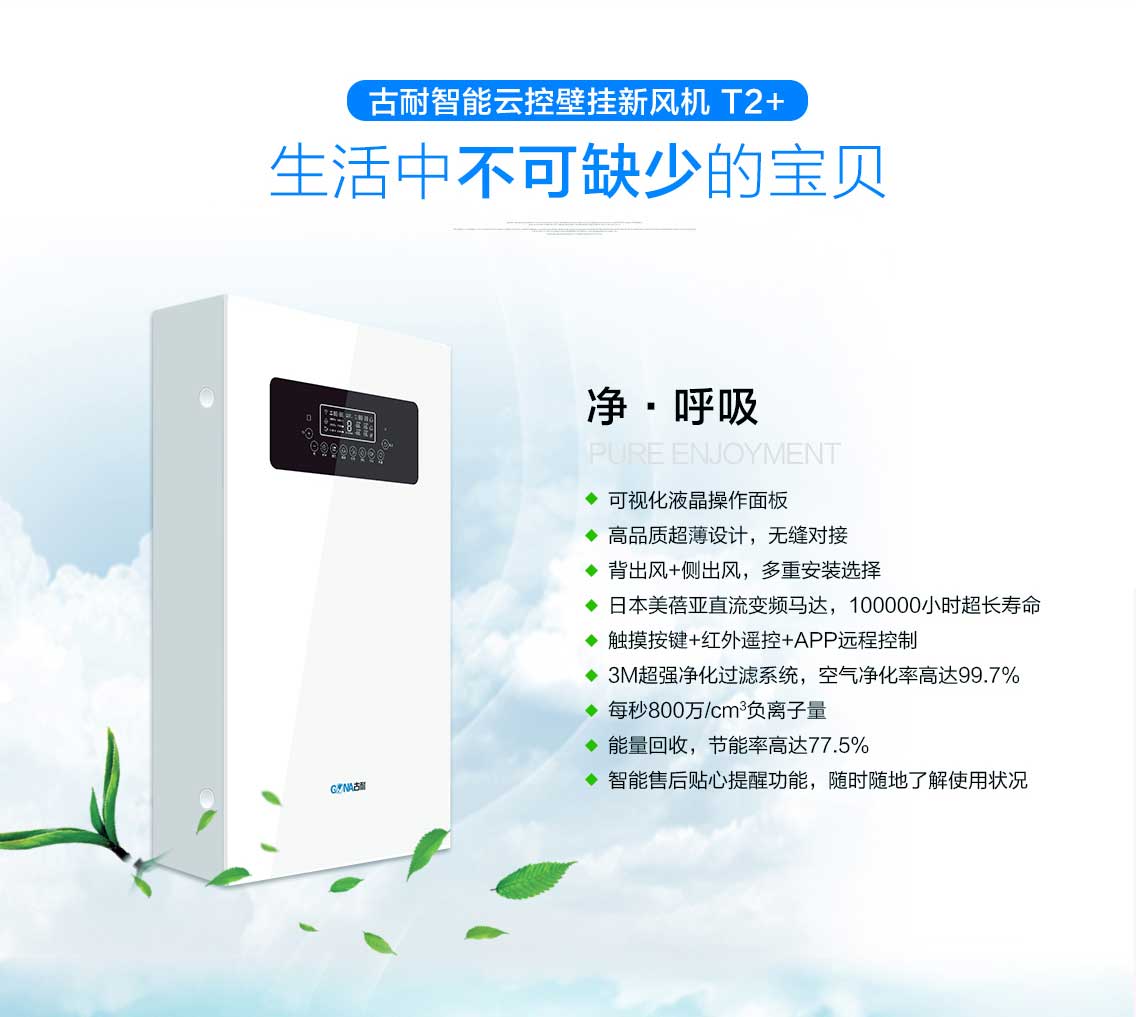 古耐智能云控壁挂新风机 T2+
生活中不可缺少的宝贝
净·呼吸
PURE ENJOYMENT
可视化液晶操作面板
高品质超薄设计，无缝对接
背出风+侧出风，多重安装选择
日本美蓓亚直流变频马达，100000小时超长寿命
触摸按键+红外遥控+APP远程控制
3M超强净化过滤系统，空气净化率高达99.7%
每秒800万/cm³负离子量
能量回收，节能率高达77.5%
智能售后贴心提醒功能，随时随地了解使用状况
GONA古耐